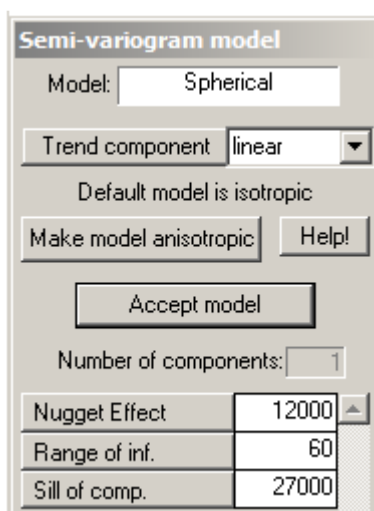 Semi-variogram model
Model: Spherical
Trend component linear
Default model is isotropic
Make model anisotropic Help!
Accept model
Number of components: 1
Nugget Effect 12000
Range of inf. 60
Sill of comp. 27000